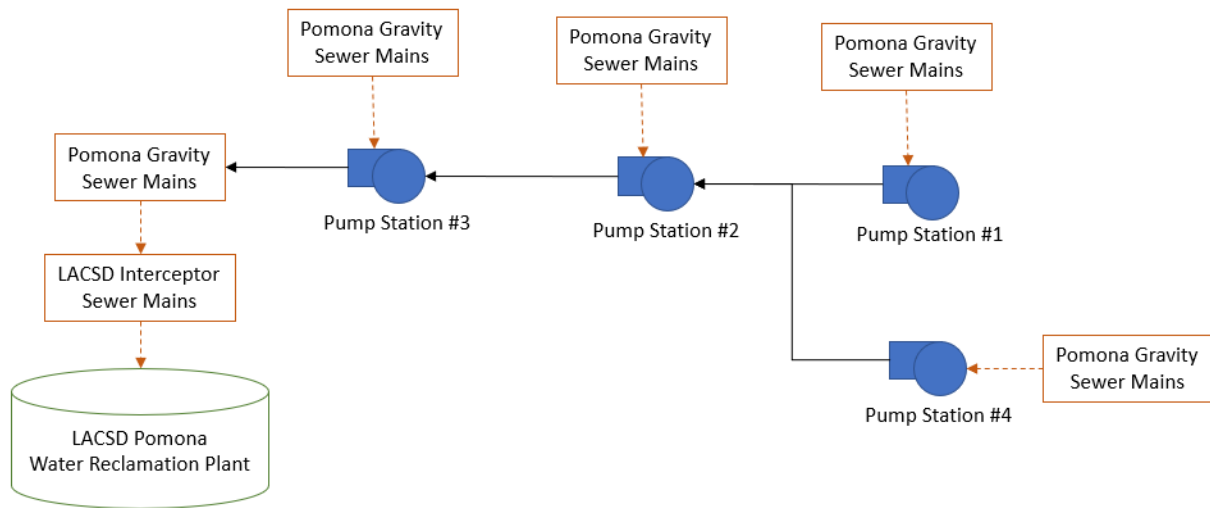 Pomona Gravity
Sewer Mains
Pomona Gravity
Sewer Mains
Pomona Gravity
Sewer Mains
Pomona Gravity
Sewer Mains
Pump Station #3
Pump Station #2
Pump Station #1
LACSD Interceptor
Sewer Mains
Pomona Gravity
Sewer Mains
Pump Station #4
LACSD Pomona
Water Reclamation Plant